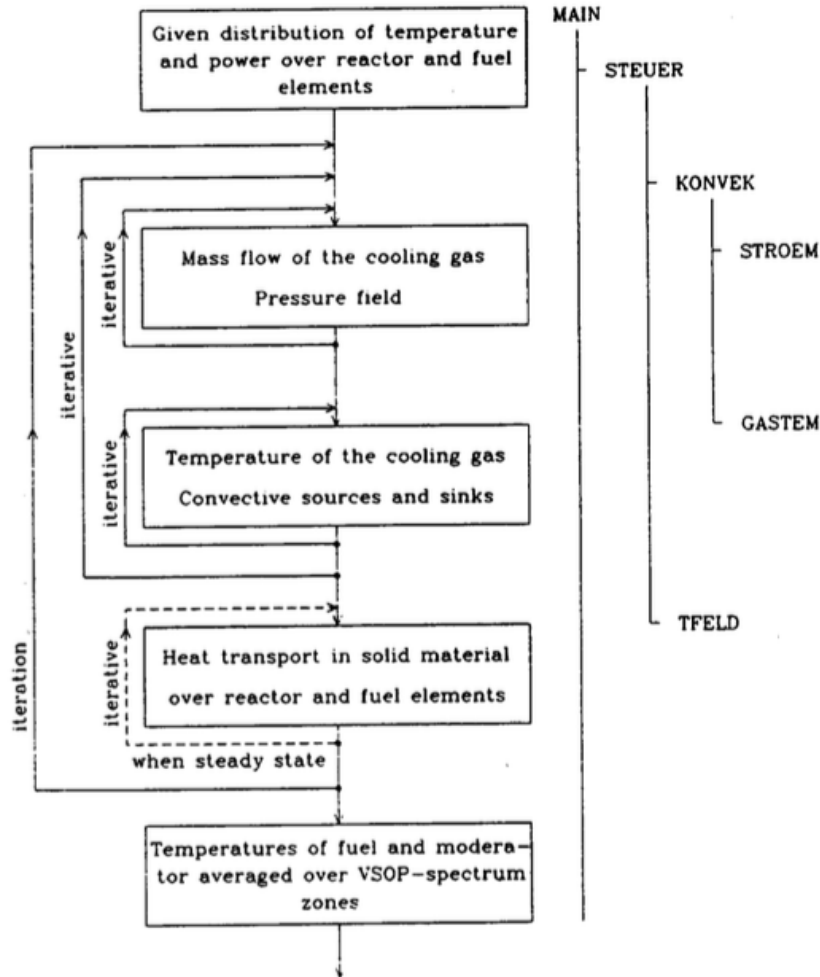 Given distribution of temperature
and power over reactor and fuel
elements
MAIN
STEUER
KONVEK
STROEM
GASTEM
TFELD
iterative
Mass flow of the cooling gas
Pressure field
iterative
iterative
Temperature of the cooling gas
Convective sources and sinks
iteration
iterative
Heat transport in solid material
over reactor and fuel elements
when steady state
Temperatures of fuel and modera-
tor averaged over VSOP-spectrum
zones